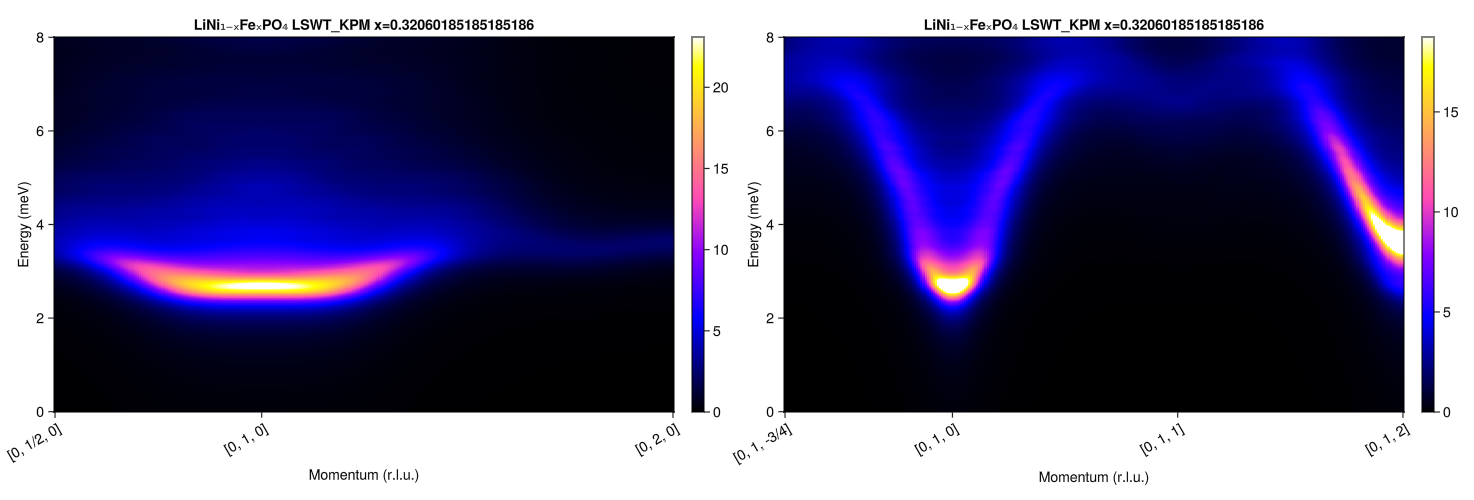 LiNi₁₋ₓFeₓPO₄ LSWT_KPM x=0.32060185185185186
8
6
4
2
0
Energy (meV)
[0, 1/2, 0]
[0, 1, 0]
[0, 2, 0]
Momentum (r.l.u.)
20
15
10
5
0
LiNi₁₋ₓFeₓPO₄ LSWT_KPM x=0.32060185185185186
8
6
4
2
0
Energy (meV)
[0, 1, -3/4]
[0, 1, 0]
[0, 1, 1]
[0, 1, 2]
Momentum (r.l.u.)
15
10
5
0